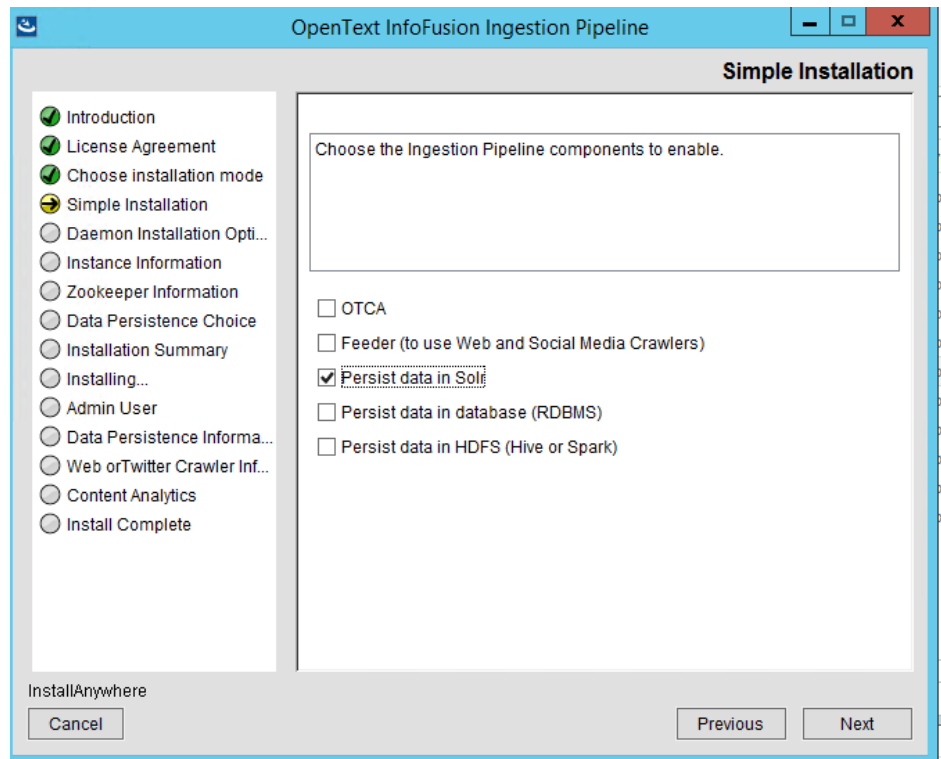 OpenText InfoFusion Ingestion Pipeline
Simple Installation
Introduction
License Agreement
Choose installation mode
Simple Installation
Daemon Installation Opti...
Instance Information
Zookeeper Information
Data Persistence Choice
Installation Summary
Installing...
Admin User
Data Persistence Informa...
Web orTwitter Crawler Inf...
Content Analytics
Install Complete
Choose the Ingestion Pipeline components to enable.
OTCA
Feeder (to use Web and Social Media Crawlers)
Persist data in Solr
Persist data in database (RDBMS)
Persist data in HDFS (Hive or Spark)
InstallAnywhere
Cancel
Previous
Next